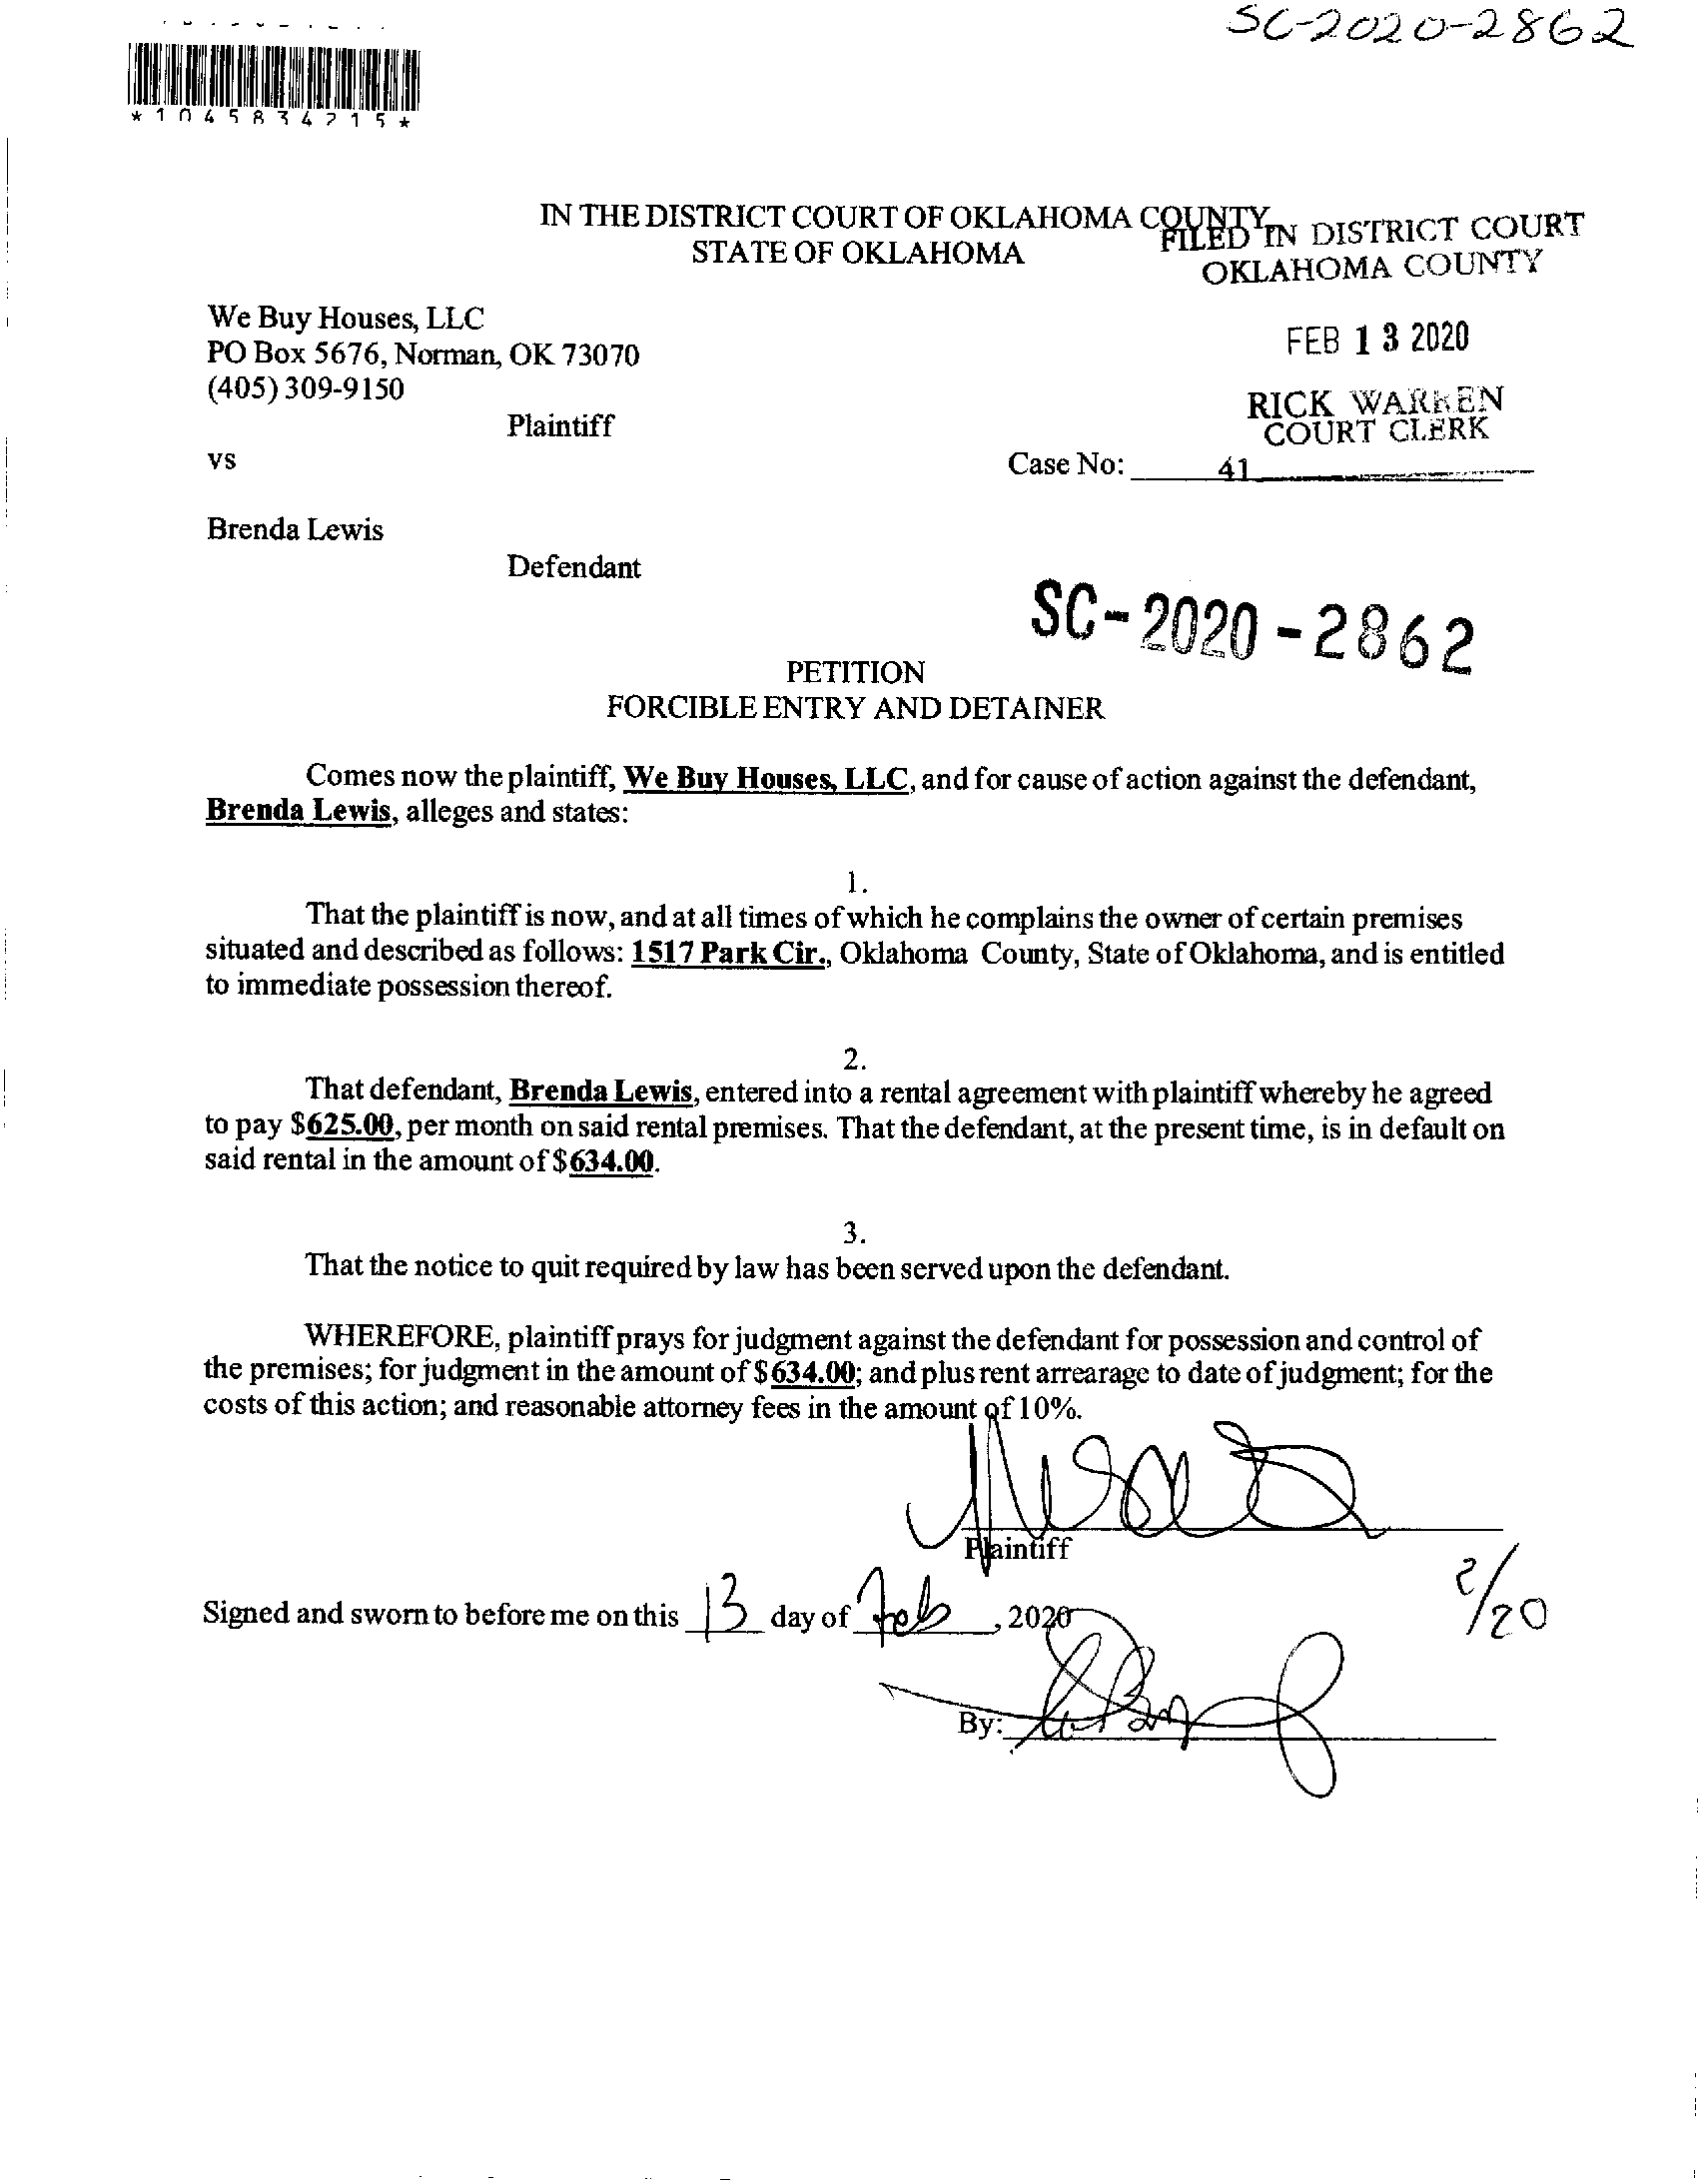 SC-2020-2862
*1045834215*
IN THE DISTRICT COURT OF OKLAHOMA COUNTY
STATE OF OKLAHOMA
FILED IN DISTRICT COURT
OKLAHOMA COUNTY
FEB 13 2020
RICK WARREN
COURT CLERK
41
We Buy Houses, LLC
PO Box 5676, Norman, OK 73070
(405) 309-9150
Plaintiff
vs
Case No:
Brenda Lewis
Defendant
SC-2020-2862
PETITION
FORCIBLE ENTRY AND DETAINER
Comes now the plaintiff, We Buy Houses, LLC, and for cause of action against the defendant,
Brenda Lewis, alleges and states:
1.
That the plaintiff is now, and at all times of which he complains the owner of certain premises
situated and described as follows: 1517 Park Cir., Oklahoma County, State of Oklahoma, and is entitled
to immediate possession thereof.
2.
That defendant, Brenda Lewis, entered into a rental agreement with plaintiff whereby he agreed
to pay $625.00, per month on said rental premises. That the defendant, at the present time, is in default on
said rental in the amount of $634.00.
3.
That the notice to quit required by law has been served upon the defendant.
WHEREFORE, plaintiff prays for judgment against the defendant for possession and control of
the premises; for judgment in the amount of $634.00; and plus rent arrearage to date of judgment; for the
costs of this action; and reasonable attorney fees in the amount of 10%.
Plaintiff
2/20
Signed and sworn to before me on this 13 day of Feb, 2020
By: